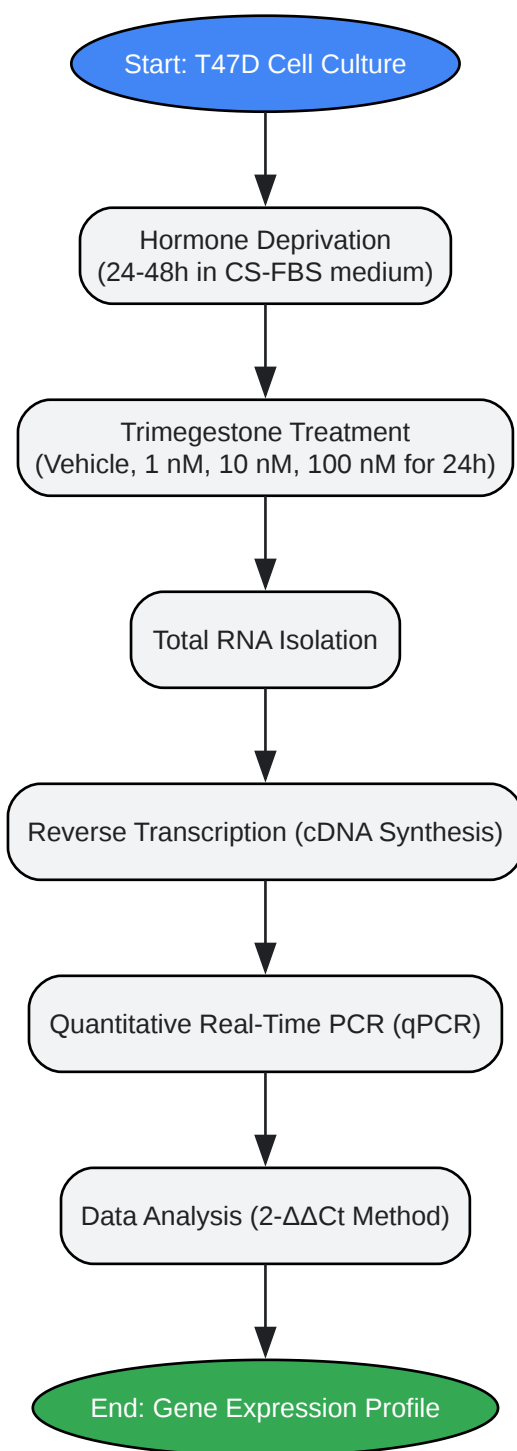 Start: T47D Cell Culture
Hormone Deprivation
(24-48h in CS-FBS medium)
Trimegestone Treatment
(Vehicle, 1 nM, 10 nM, 100 nM for 24h)
Total RNA Isolation
Reverse Transcription (cDNA Synthesis)
Quantitative Real-Time PCR (qPCR)
Data Analysis (2-ΔΔCt Method)
End: Gene Expression Profile